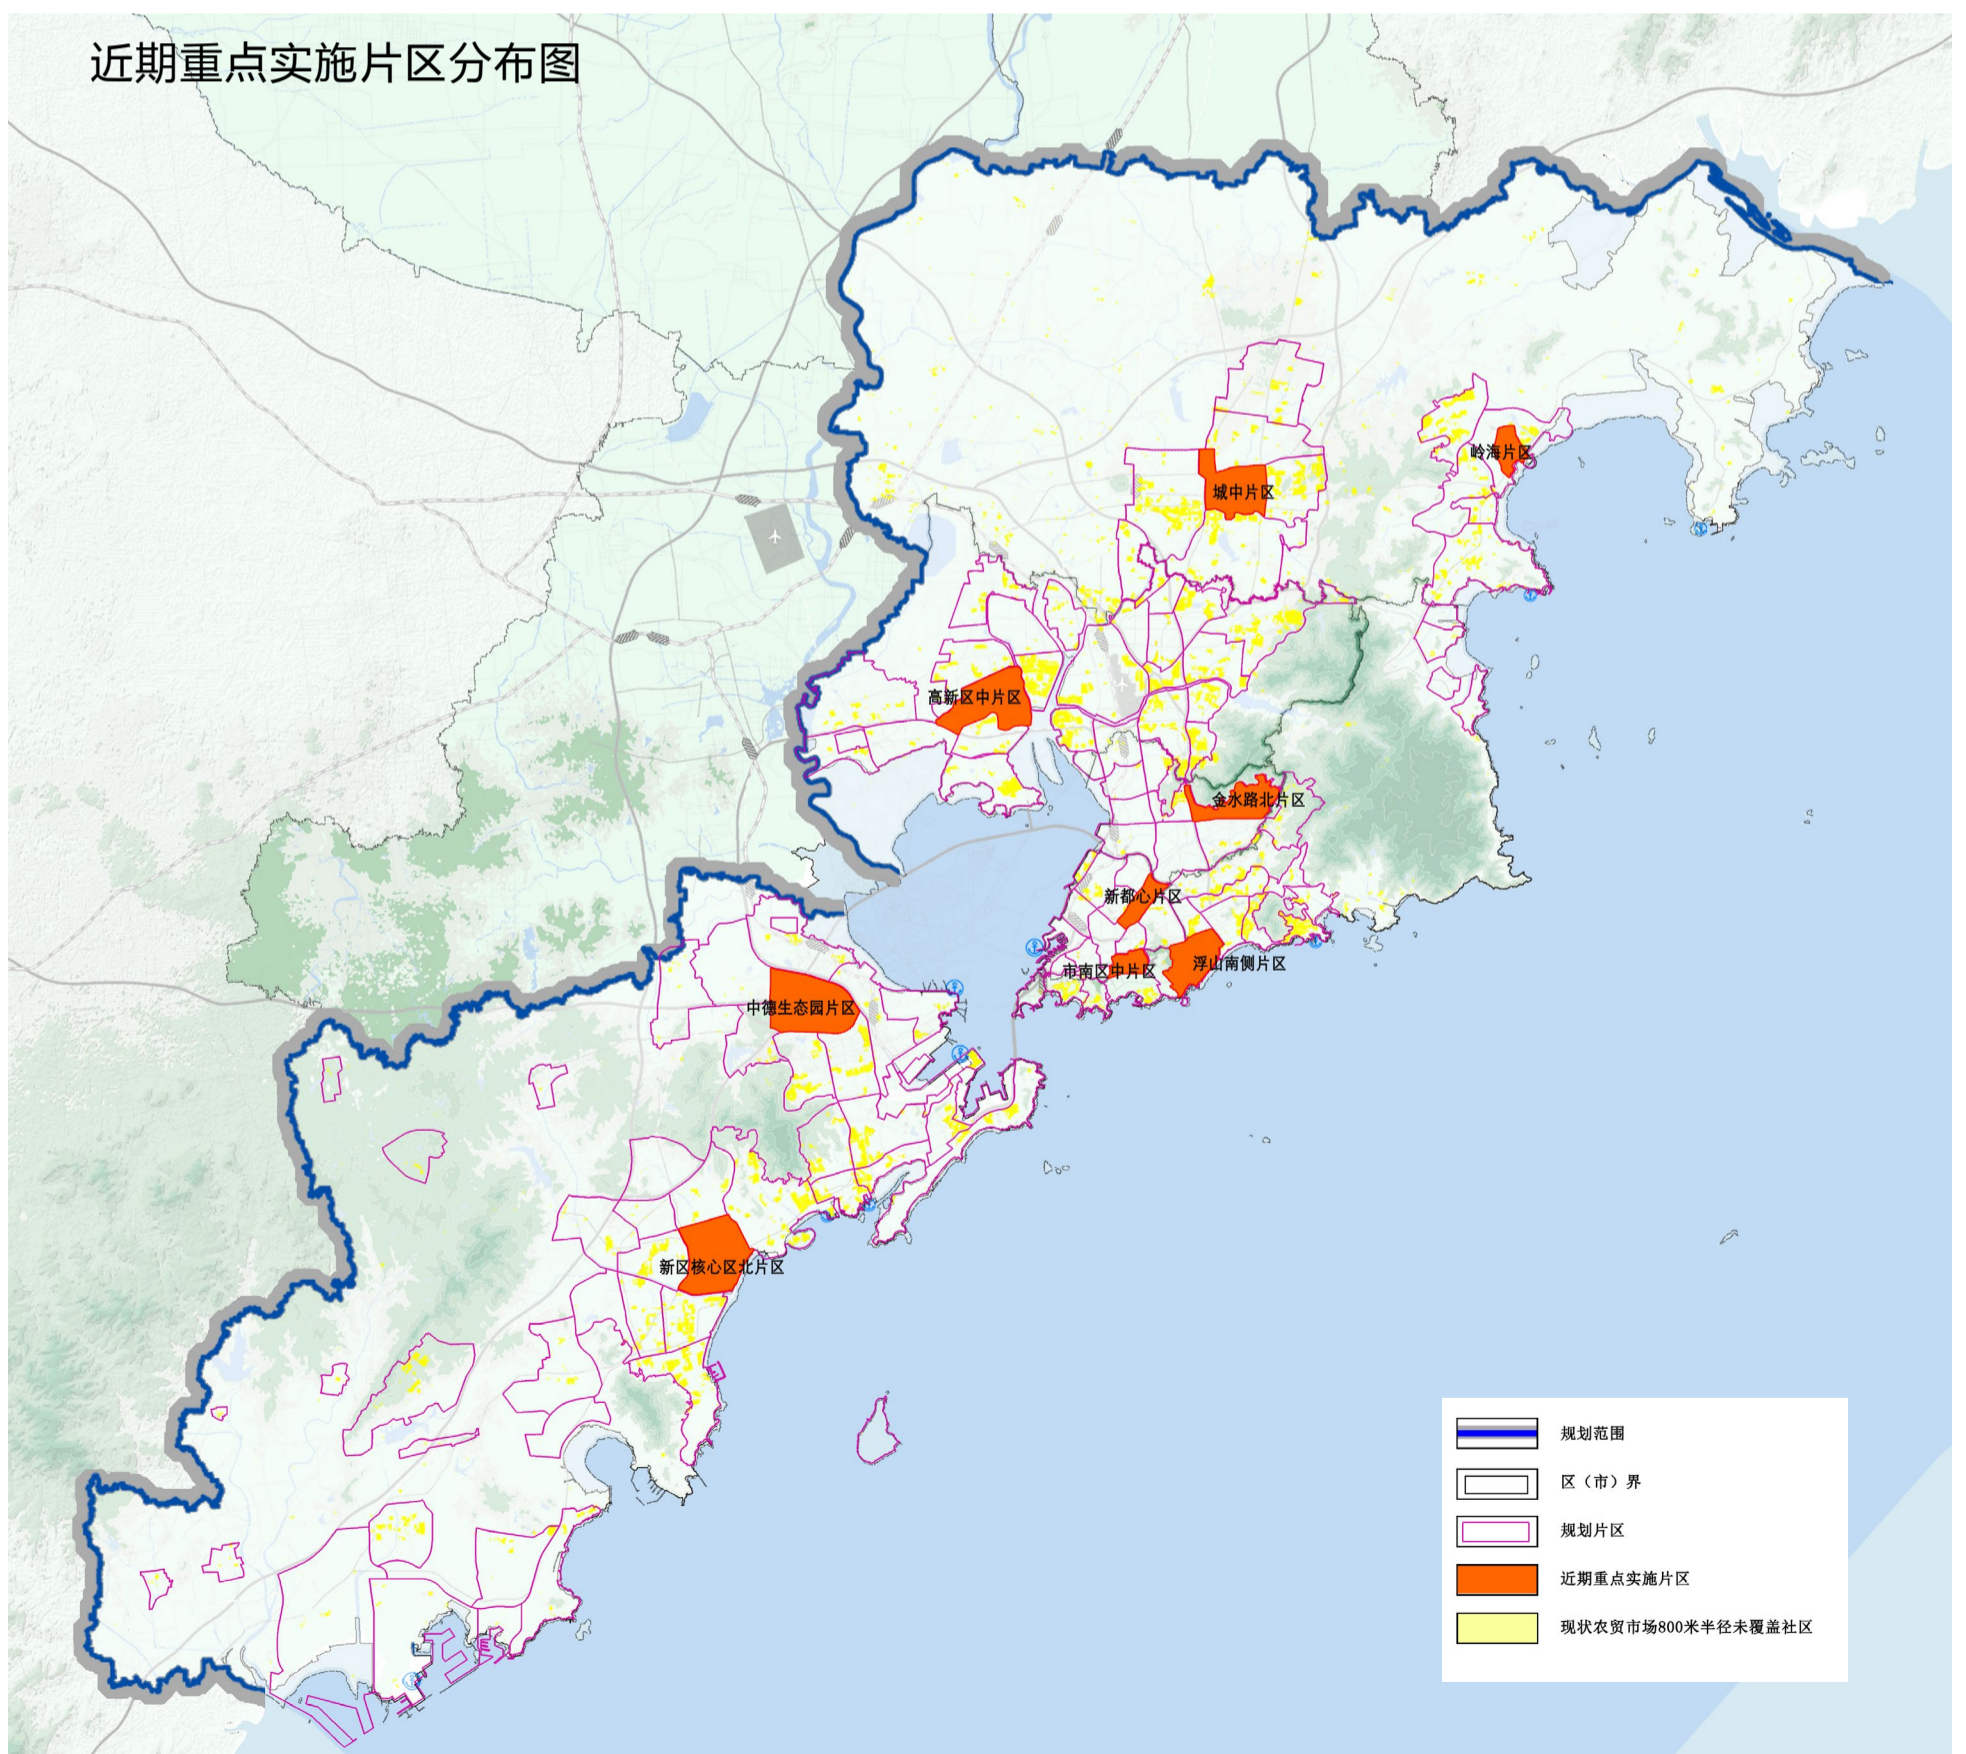 近期重点实施片区分布图
岭海片区
城中片区
高新区中片区
金水路北片区
新都心片区
浮山南侧片区
市南区中片区
中德生态园片区
新区核心区北片区
规划范围
区（市）界
规划片区
近期重点实施片区
现状农贸市场800米半径未覆盖社区